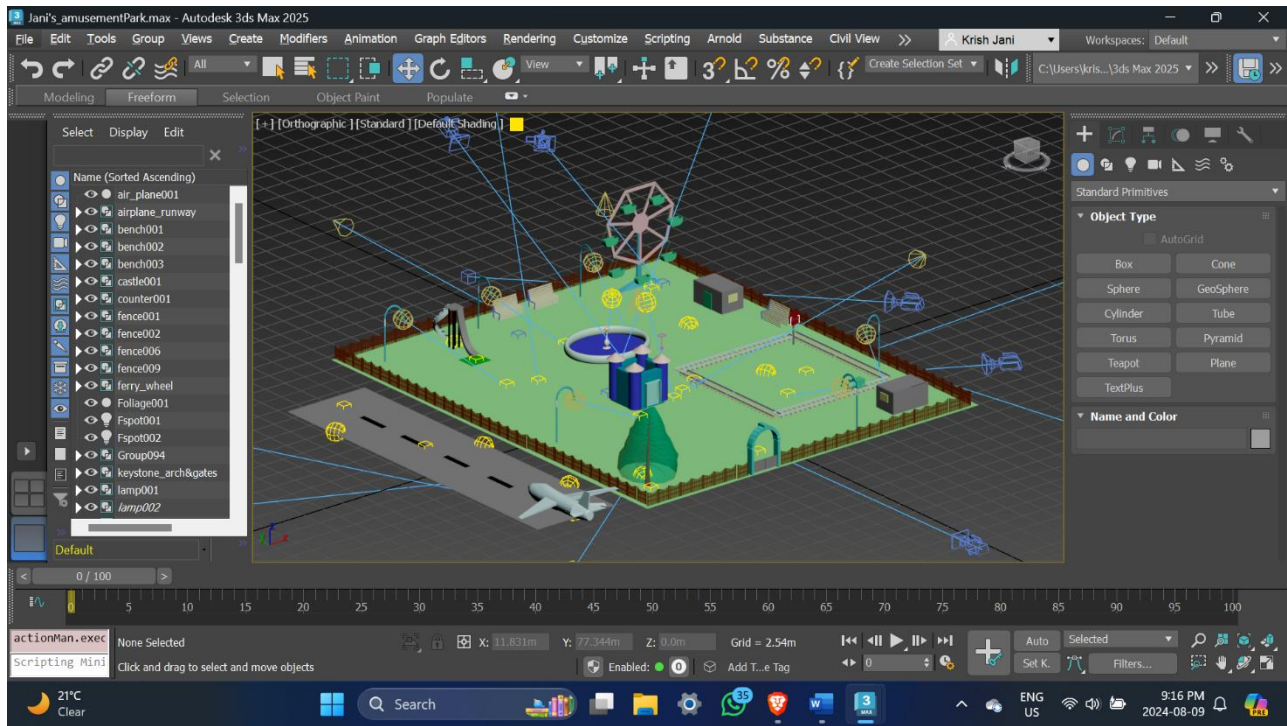 Jani's_amusementPark.max - Autodesk 3ds Max 2025
File Edit Tools Group Views Create Modifiers Animation Graph Editors Rendering Customize Scripting Arnold Substance Civil View Krish Jani Workspaces: Default
All View Create Selection Set C:\Users\kris...\3ds Max 2025
Modeling Freeform Selection Object Paint Populate
Select Display Edit
Name (Sorted Ascending)
air_plane001
airplane_runway
bench001
bench002
bench003
castle001
counter001
fence001
fence002
fence006
fence009
ferry_wheel
Foliage001
Fspot001
Fspot002
Group094
keystone_arch&gates
lamp001
lamp002
Default
[+] [Orthographic ] [Standard ] [Default Shading ]
Standard Primitives
Object Type
AutoGrid
Box Cone
Sphere GeoSphere
Cylinder Tube
Torus Pyramid
Teapot Plane
TextPlus
Name and Color
0 / 100
0 5 10 15 20 25 30 35 40 45 50 55 60 65 70 75 80 85 90 95 100
actionMan.exec None Selected X: 11.831m Y: 77.344m Z: 0.0m Grid = 2.54m Auto Selected
Scripting Mini Click and drag to select and move objects Enabled: 0 Add T...e Tag 0 Set K. Filters...
21°C
Clear
Search
35
ENG
US
9:16 PM
2024-08-09